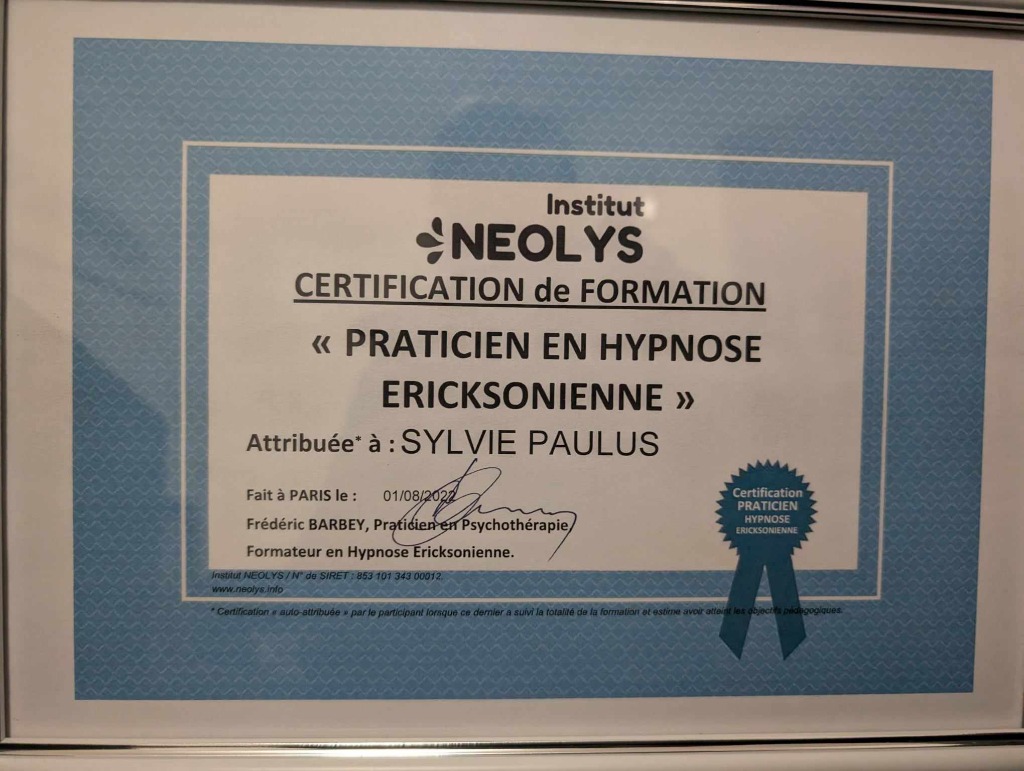 Institut
NEOLYS
CERTIFICATION de FORMATION
« PRATICIEN EN HYPNOSE
ERICKSONIENNE »
Attribuée* à : SYLVIE PAULUS
Fait à PARIS le : 01/08/2022
Frédéric BARBEY, Praticien en Psychothérapie,
Formateur en Hypnose Ericksonienne.
Certification
PRATICIEN
HYPNOSE
ERICKSONIENNE
Institut NEOLYS / N° de SIRET : 853 101 343 00012.
www.neolys.info
* Certification « auto-attribuée » par le participant lorsque ce dernier a suivi la totalité de la formation et estime avoir atteint les objectifs pédagogiques.